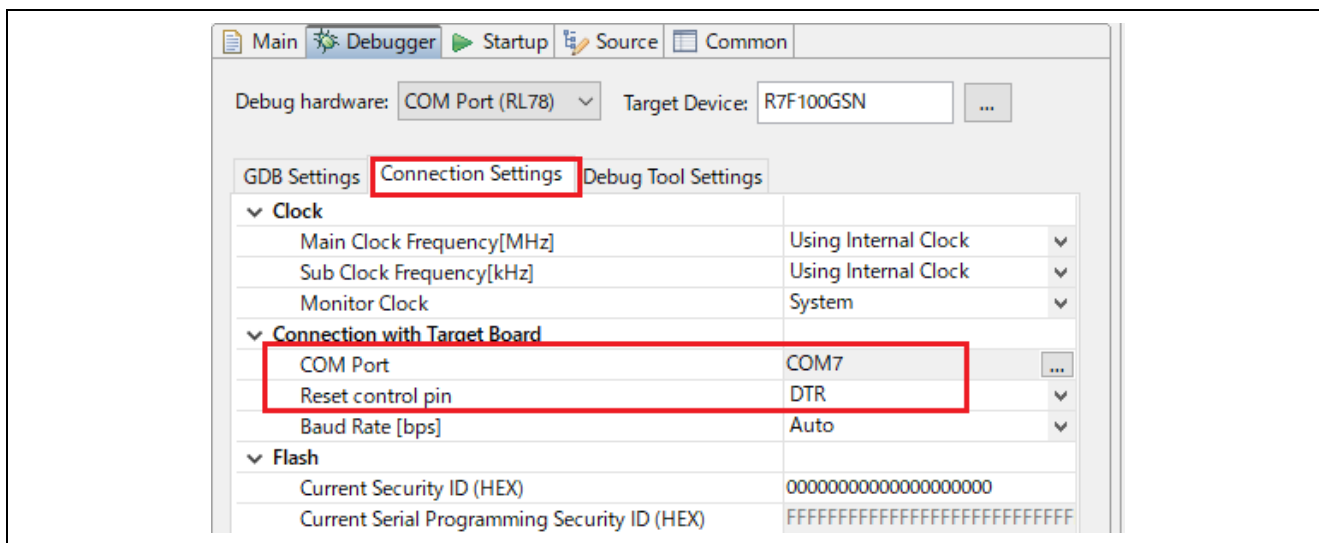 Main Debugger Startup Source Common
Debug hardware: COM Port (RL78) Target Device: R7F100GSN ...
GDB Settings Connection Settings Debug Tool Settings
Clock
Main Clock Frequency[MHz] Using Internal Clock
Sub Clock Frequency[kHz] Using Internal Clock
Monitor Clock System
Connection with Target Board
COM Port COM7 ...
Reset control pin DTR
Baud Rate [bps] Auto
Flash
Current Security ID (HEX) 00000000000000000000
Current Serial Programming Security ID (HEX) FFFFFFFFFFFFFFFFFFFFFFFFFFFF